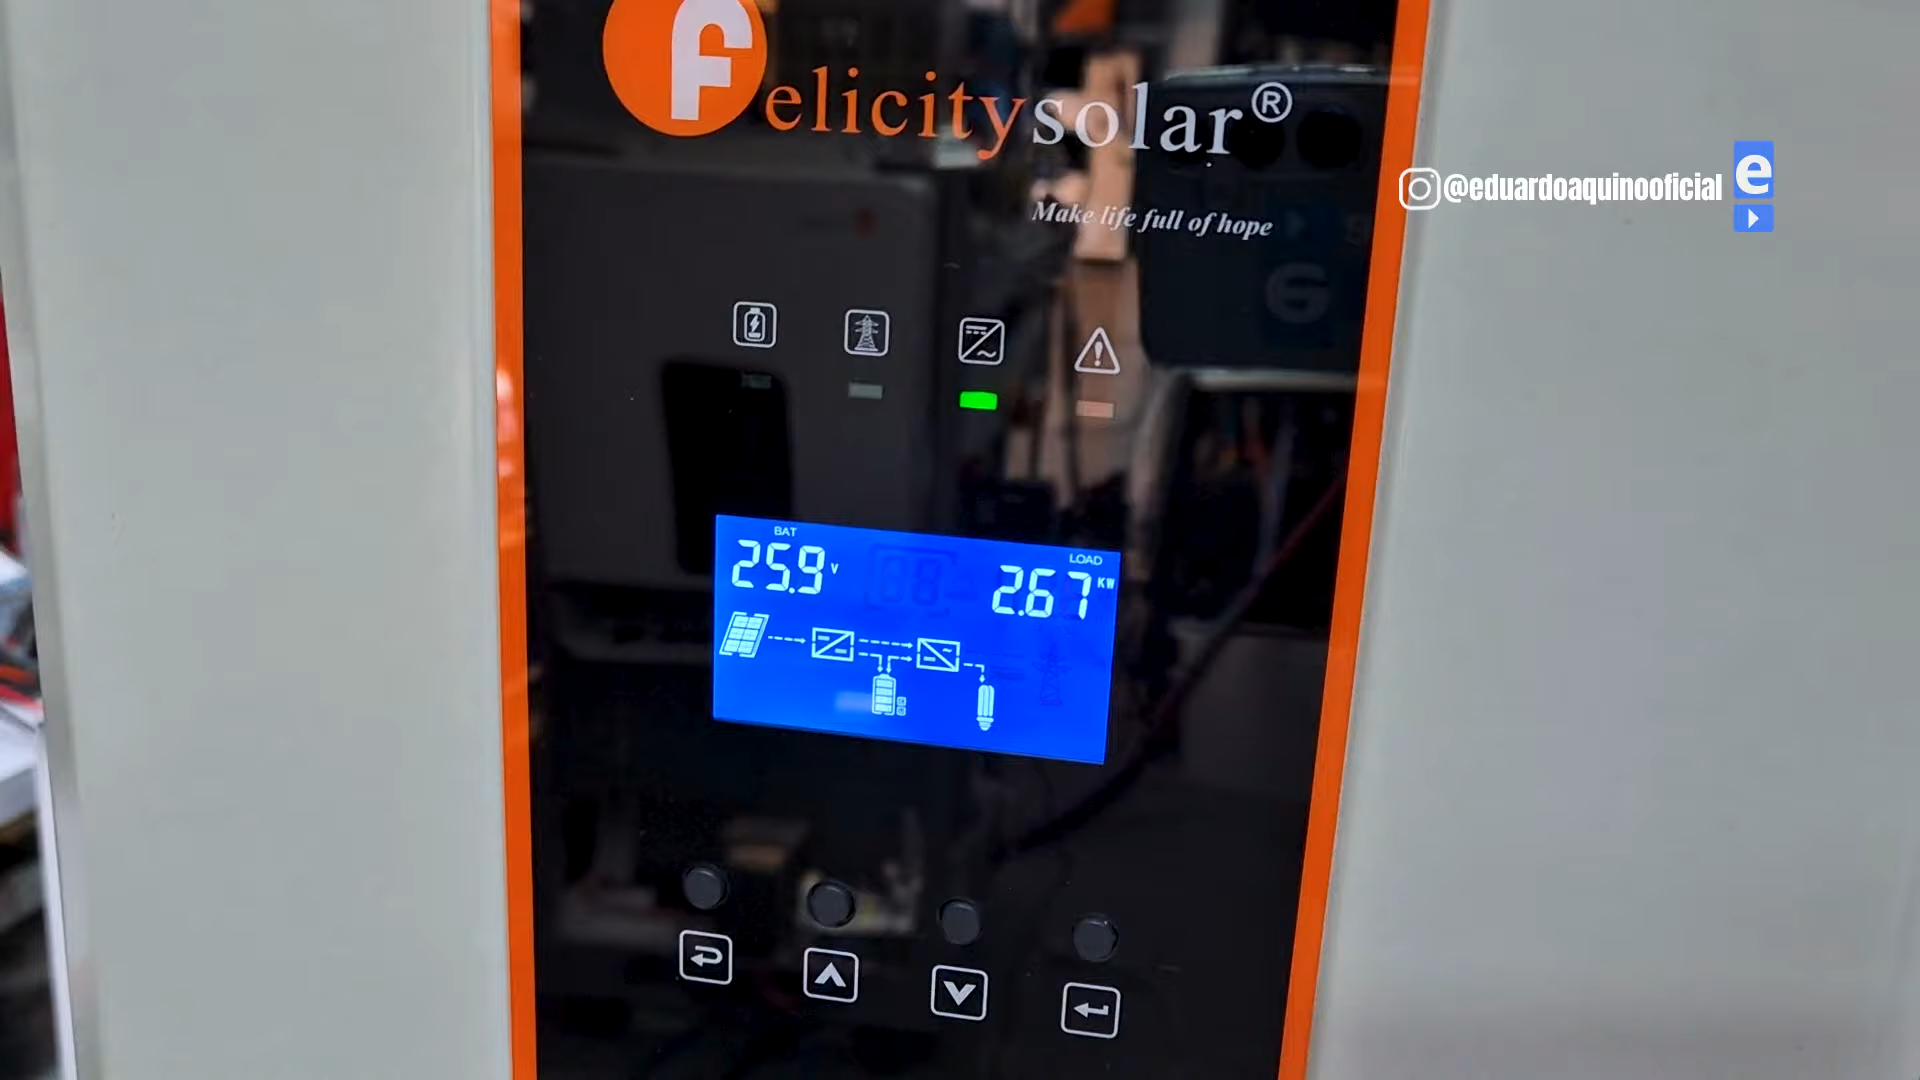 felicitysolar®
Make life full of hope
@eduardoaquinooficial
e
BAT
25.9 V
LOAD
2.67 KW